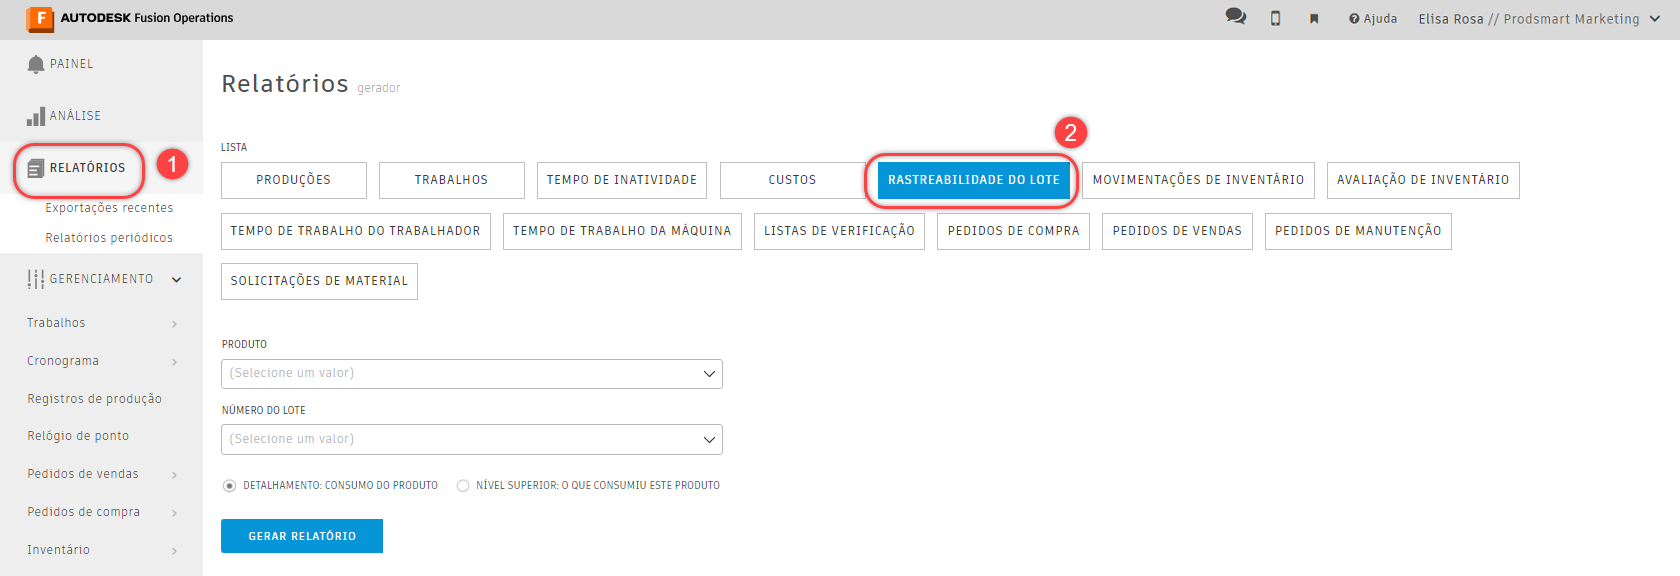 F AUTODESK Fusion Operations
Ajuda Elisa Rosa // Prodsmart Marketing
PAINEL
ANÁLISE
RELATÓRIOS 1
Exportações recentes
Relatórios periódicos
GERENCIAMENTO
Trabalhos
Cronograma
Registros de produção
Relógio de ponto
Pedidos de vendas
Pedidos de compra
Inventário
Relatórios gerador
2
LISTA
PRODUÇÕES TRABALHOS TEMPO DE INATIVIDADE CUSTOS RASTREABILIDADE DO LOTE MOVIMENTAÇÕES DE INVENTÁRIO AVALIAÇÃO DE INVENTÁRIO
TEMPO DE TRABALHO DO TRABALHADOR TEMPO DE TRABALHO DA MÁQUINA LISTAS DE VERIFICAÇÃO PEDIDOS DE COMPRA PEDIDOS DE VENDAS PEDIDOS DE MANUTENÇÃO
SOLICITAÇÕES DE MATERIAL
PRODUTO
(Selecione um valor)
NÚMERO DO LOTE
(Selecione um valor)
DETALHAMENTO: CONSUMO DO PRODUTO NÍVEL SUPERIOR: O QUE CONSUMIU ESTE PRODUTO
GERAR RELATÓRIO